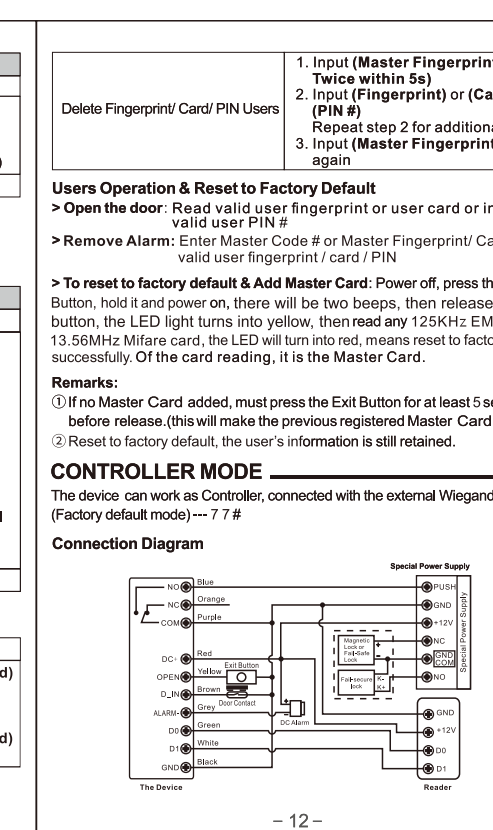 )
d
d)
d)
Delete Fingerprint/ Card/ PIN Users
1. Input (Master Fingerprint
Twice within 5s)
2. Input (Fingerprint) or (Ca
(PIN #)
Repeat step 2 for additiona
3. Input (Master Fingerprint
again
Users Operation & Reset to Factory Default
> Open the door: Read valid user fingerprint or user card or in
valid user PIN #
> Remove Alarm: Enter Master Code # or Master Fingerprint/ Ca
valid user fingerprint / card / PIN
> To reset to factory default & Add Master Card: Power off, press th
Button, hold it and power on, there will be two beeps, then release
button, the LED light turns into yellow, then read any 125KHz EM
13.56MHz Mifare card, the LED will turn into red, means reset to facto
successfully. Of the card reading, it is the Master Card.
Remarks:
① If no Master Card added, must press the Exit Button for at least 5 se
before release.(this will make the previous registered Master Card
② Reset to factory default, the user's information is still retained.
CONTROLLER MODE
The device can work as Controller, connected with the external Wiegand
(Factory default mode) --- 7 7 #
Connection Diagram
Special Power Supply
NO Blue
NC Orange
COM Purple
DC+ Red
OPEN Yellow
D_IN Brown
ALARM- Grey
D0 Green
D1 White
GND Black
The Device
Exit Button
Door Contact
+
-
DC Alarm
Magnetic
Lock or
Fail-Safe
Lock
+
-
Fail-secure
lock
K-
K+
PUSH
GND
+12V
NC
GND
COM
NO
Special Power Supply
GND
+12V
D0
D1
Reader
– 12 –